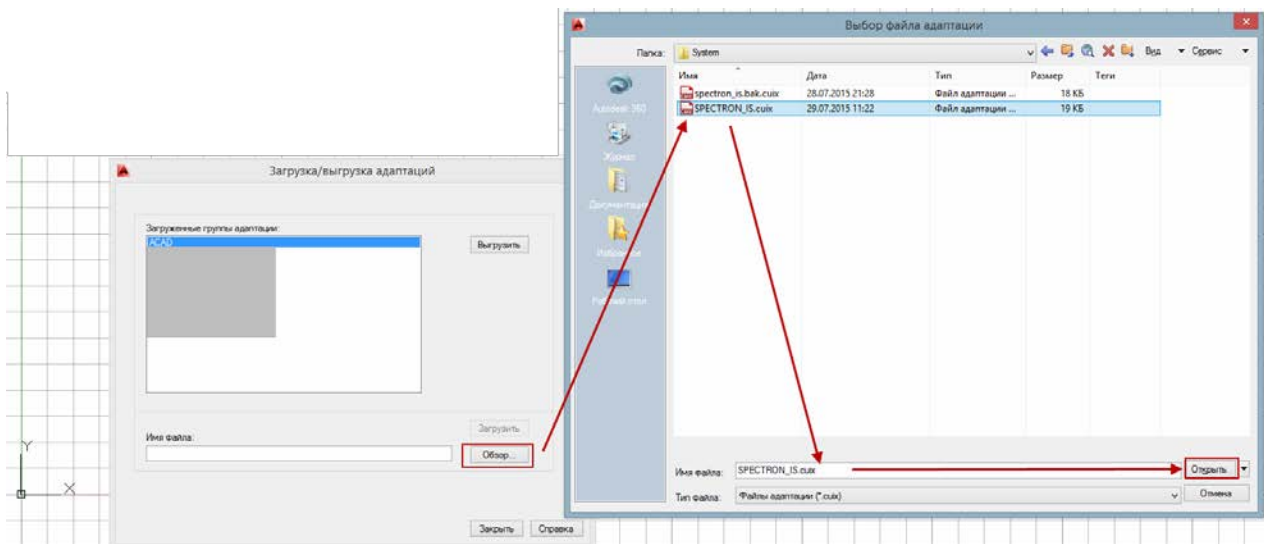 Выбор файла адаптации
Папка: System
Вид Сервис
Имя Дата Тип Размер Теги
spectron_is.bak.cuix 28.07.2015 21:28 Файл адаптации ... 18 КБ
SPECTRON_IS.cuix 29.07.2015 11:22 Файл адаптации ... 19 КБ
Autodesk 360
Журнал
Документация
Избранное
Рабочий стол
Имя файла: SPECTRON_IS.cuix Открыть
Тип файла: Файлы адаптации (*.cuix) Отмена
Загрузка/выгрузка адаптаций
Загруженные группы адаптации:
ACAD
Выгрузить
Загрузить
Имя файла:
Обзор...
Закрыть Справка
Y
X